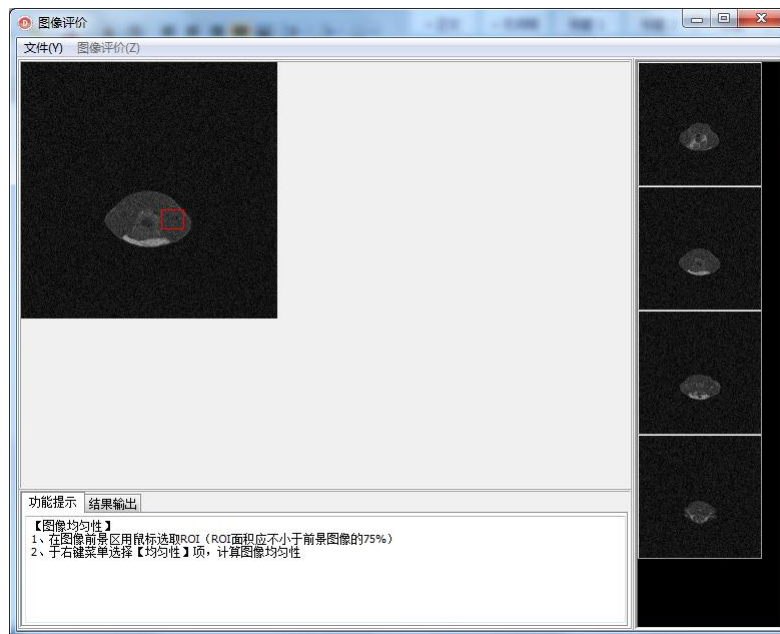 图像评价
文件(Y) 图像评价(Z)
功能提示 结果输出
【图像均匀性】
1、在图像前景区用鼠标选取ROI（ROI面积应不小于前景图像的75%）
2、于右键菜单选择【均匀性】项，计算图像均匀性